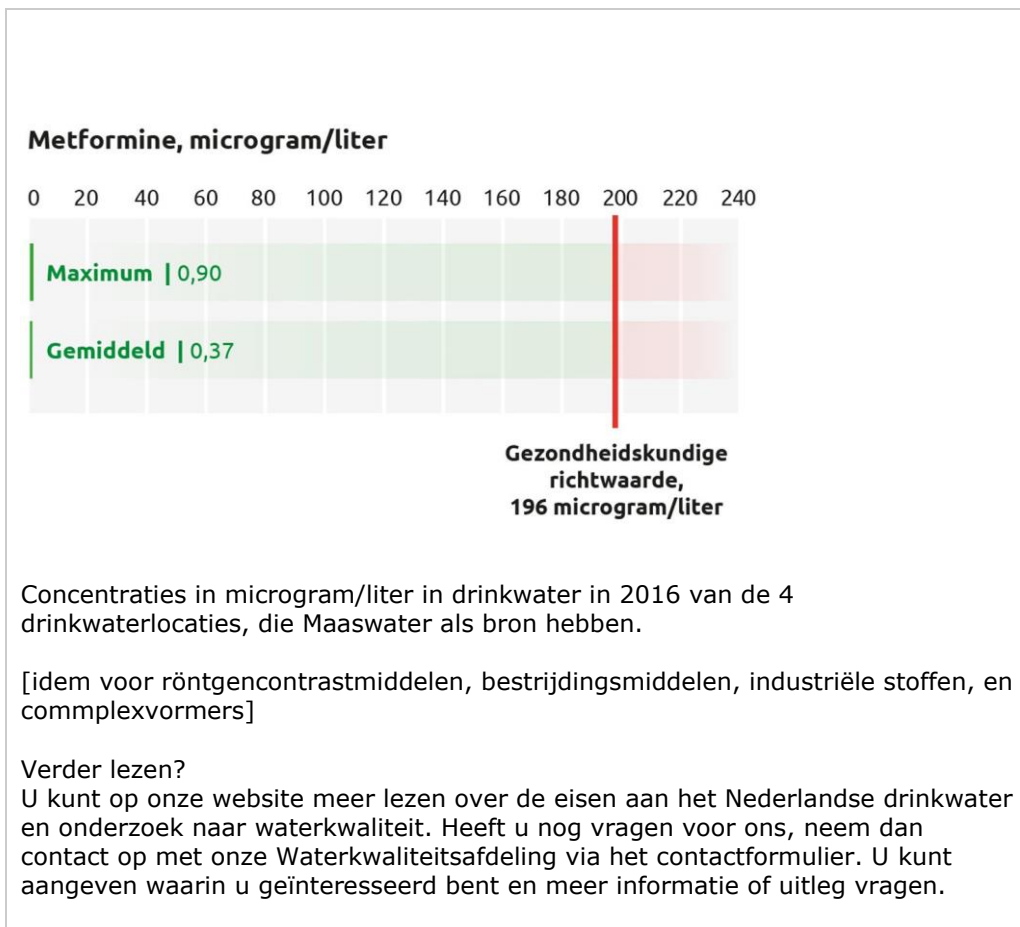 Metformine, microgram/liter
0 20 40 60 80 100 120 140 160 180 200 220 240
Maximum | 0,90
Gemiddeld | 0,37
Gezondheidskundige
richtwaarde,
196 microgram/liter
Concentraties in microgram/liter in drinkwater in 2016 van de 4
drinkwaterlocaties, die Maaswater als bron hebben.
[idem voor röntgencontrastmiddelen, bestrijdingsmiddelen, industriële stoffen, en
commplexvormers]
Verder lezen?
U kunt op onze website meer lezen over de eisen aan het Nederlandse drinkwater
en onderzoek naar waterkwaliteit. Heeft u nog vragen voor ons, neem dan
contact op met onze Waterkwaliteitsafdeling via het contactformulier. U kunt
aangeven waarin u geïnteresseerd bent en meer informatie of uitleg vragen.